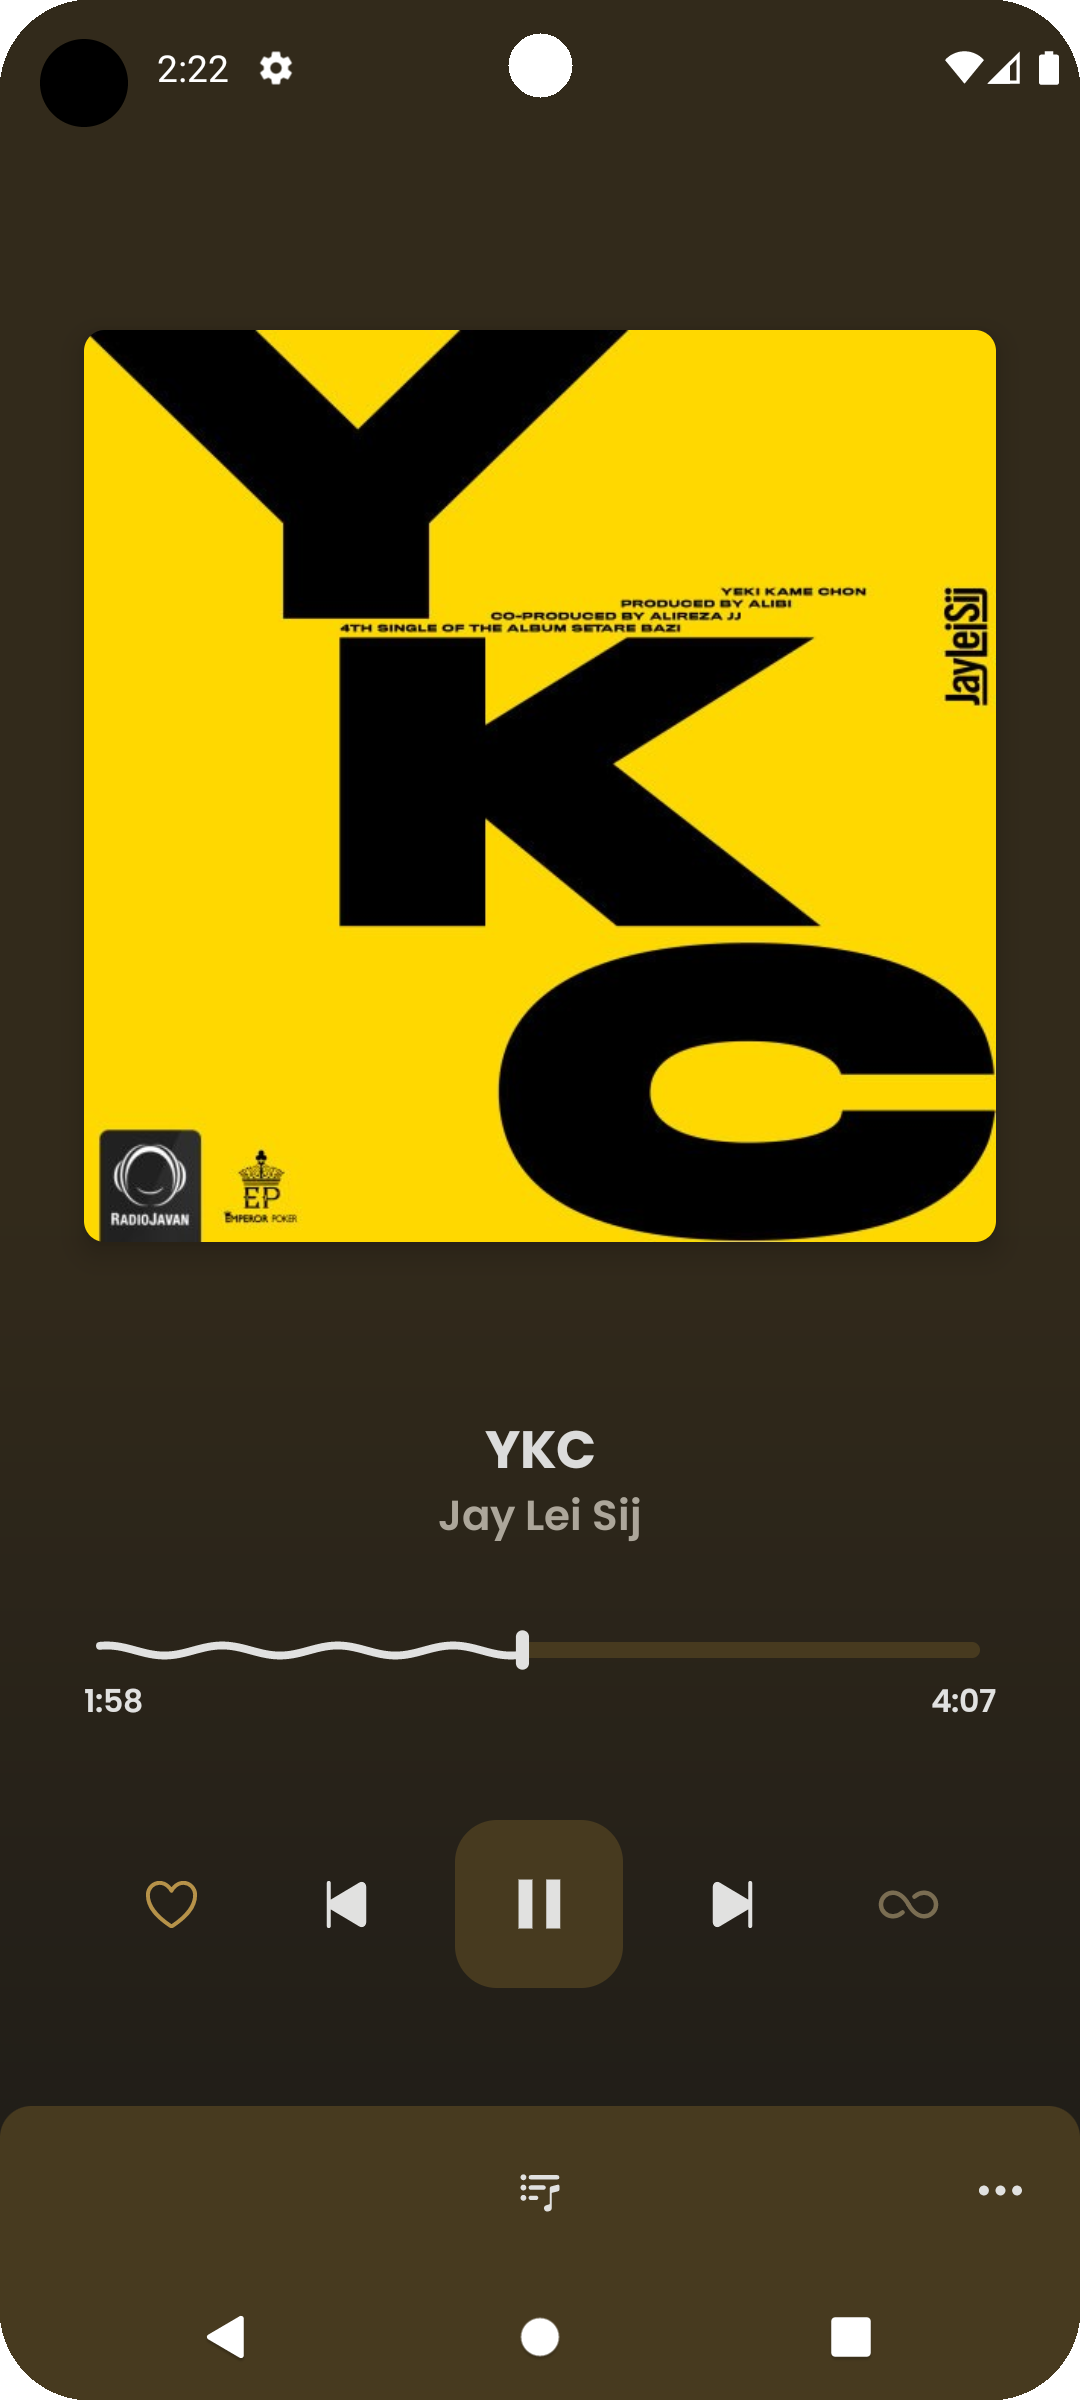 2:22
Y
YEKI KAME CHON
PRODUCED BY ALIBI
CO-PRODUCED BY ALIREZA JJ
4TH SINGLE OF THE ALBUM SETARE BAZI
JayLeiSij
K
C
RADIOJAVAN
EP
EMPEROR POKER
YKC
Jay Lei Sij
1:58
4:07